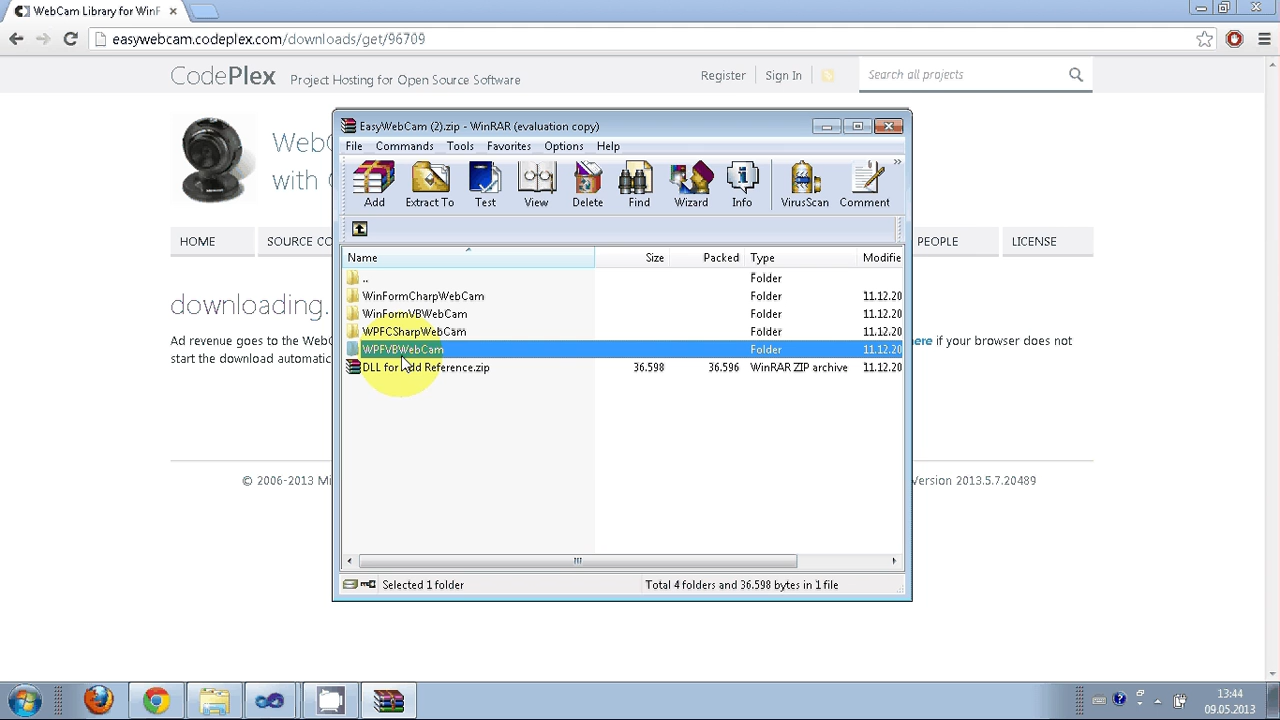 WebCam Library for WinF
easywebcam.codeplex.com/downloads/get/96709
CodePlex Project Hosting for Open Source Software
Register Sign In
Search all projects
Web
with
HOME
SOURCE CO
PEOPLE
LICENSE
downloading.
Ad revenue goes to the Web
start the download automatic
here if your browser does not
© 2006-2013 Mi
Version 2013.5.7.20489
EasyWebCam (2).zip - WinRAR (evaluation copy)
File Commands Tools Favorites Options Help
Add Extract To Test View Delete Find Wizard Info VirusScan Comment
Name Size Packed Type Modifie
.. Folder
WinFormCharpWebCam Folder 11.12.20
WinFormVBWebCam Folder 11.12.20
WPFCSharpWebCam Folder 11.12.20
WPFVBWebCam Folder 11.12.20
DLL for Add Reference.zip 36.598 36.596 WinRAR ZIP archive 11.12.20
Selected 1 folder
Total 4 folders and 36.598 bytes in 1 file
13:44
09.05.2013